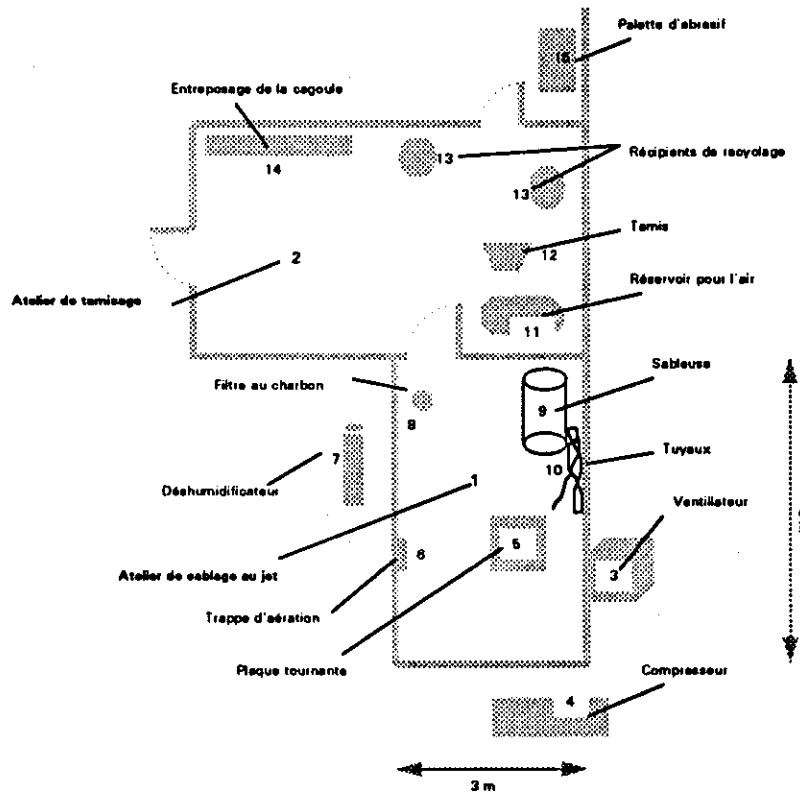 Palette d'abrasif
15
Entreposage de la cagoule
14
13
Récipients de recyclage
13
2
12
Tamis
Atelier de tamisage
Réservoir pour l'air
11
Filtre au charbon
8
Sableuse
9
7
Déshumidificateur
10
Tuyaux
1
Ventillateur
5
6
3
Atelier de sablage au jet
Trappe d'aération
Plaque tournante
Compresseur
4
3 m